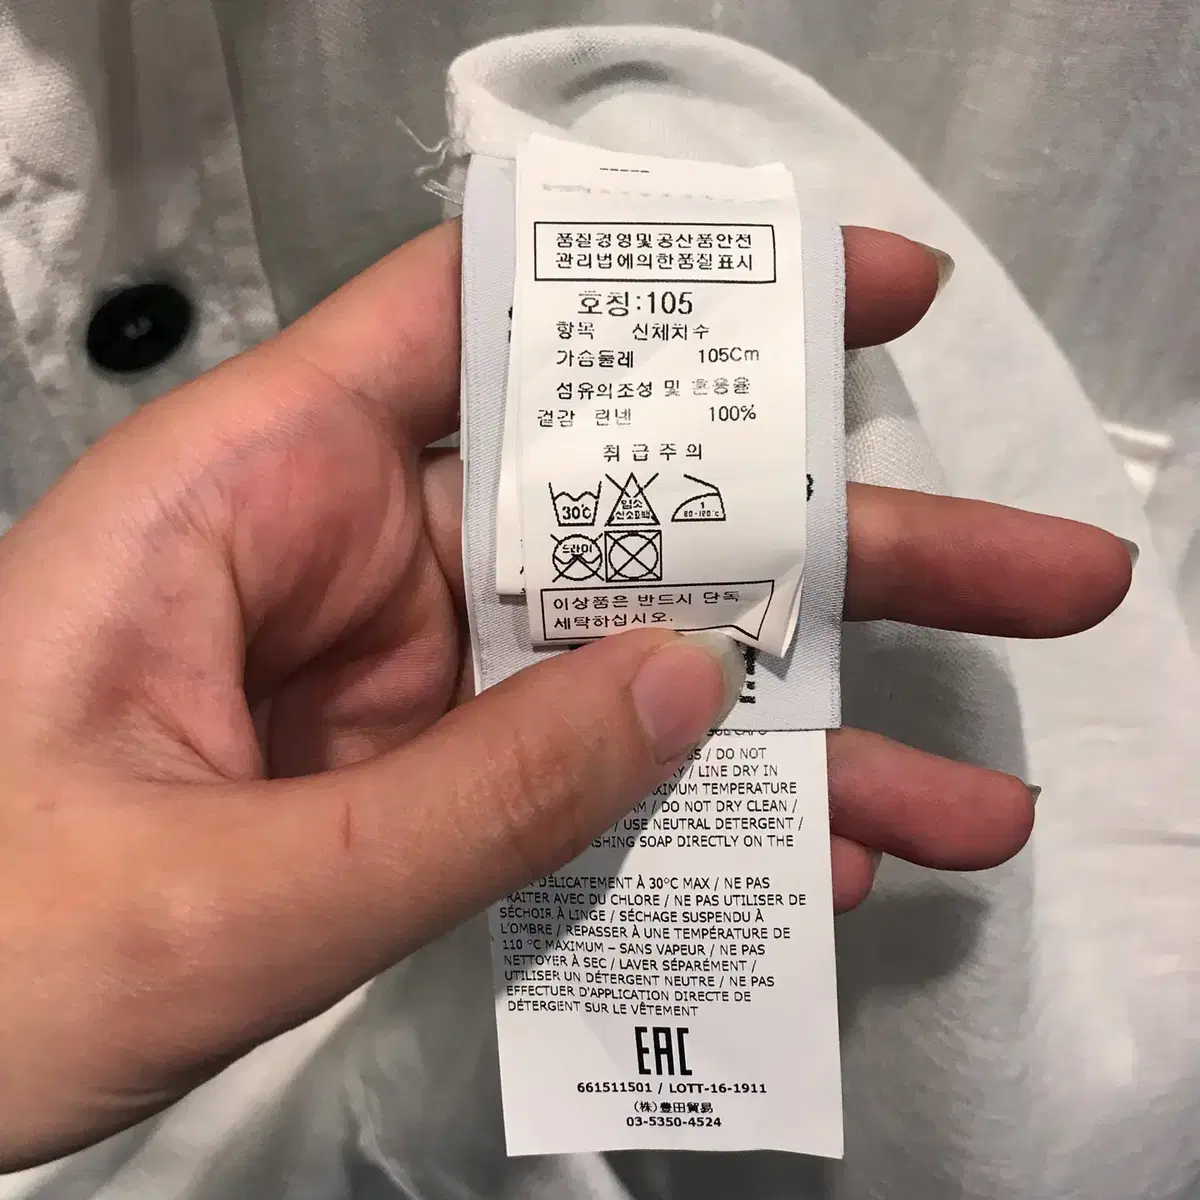 품질경영및공산품안전
관리법에의한품질표시
호칭:105
항목 신체치수
가슴둘레 105Cm
섬유의조성 및 혼용율
겉감 린넨 100%
취급주의
30℃
염소
산소표백
1
80-120℃
드라이
이상품은 반드시 단독
세탁하십시오.
/ DO NOT
/ LINE DRY IN
TEMPERATURE
/ DO NOT DRY CLEAN /
/ USE NEUTRAL DETERGENT /
SOAP DIRECTLY ON THE
DÉLICATEMENT À 30°C MAX / NE PAS
AVEC DU CHLORE / NE PAS UTILISER DE
SÉCHOIR À LINGE / SÉCHAGE SUSPENDU À
L'OMBRE / REPASSER À UNE TEMPÉRATURE DE
110 °C MAXIMUM – SANS VAPEUR / NE PAS
NETTOYER À SEC / LAVER SÉPARÉMENT /
UTILISER UN DÉTERGENT NEUTRE / NE PAS
EFFECTUER D'APPLICATION DIRECTE DE
DÉTERGENT SUR LE VÊTEMENT
EAC
661511501 / LOTT-16-1911
(株)豊田貿易
03-5350-4524